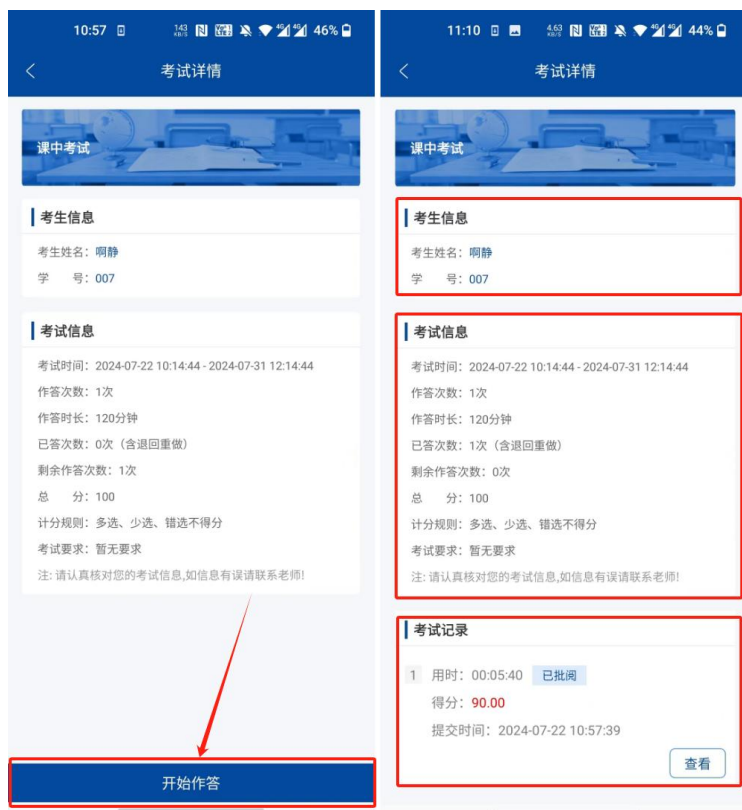 10:57
143
KB/S
46%
考试详情
课中考试
考生信息
考生姓名：啊静
学 号：007
考试信息
考试时间：2024-07-22 10:14:44 - 2024-07-31 12:14:44
作答次数：1次
作答时长：120分钟
已答次数：0次（含退回重做）
剩余作答次数：1次
总 分：100
计分规则：多选、少选、错选不得分
考试要求：暂无要求
注: 请认真核对您的考试信息,如信息有误请联系老师!
开始作答
11:10
4.63
KB/S
44%
考试详情
课中考试
考生信息
考生姓名：啊静
学 号：007
考试信息
考试时间：2024-07-22 10:14:44 - 2024-07-31 12:14:44
作答次数：1次
作答时长：120分钟
已答次数：1次（含退回重做）
剩余作答次数：0次
总 分：100
计分规则：多选、少选、错选不得分
考试要求：暂无要求
注: 请认真核对您的考试信息,如信息有误请联系老师!
考试记录
1 用时：00:05:40 已批阅
得分：90.00
提交时间：2024-07-22 10:57:39
查看